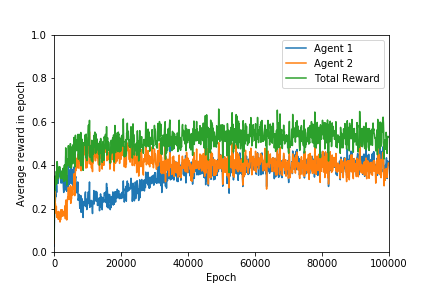 1.0
0.8
0.6
0.4
0.2
0.0
Average reward in epoch
Agent 1
Agent 2
Total Reward
0 20000 40000 60000 80000 100000
Epoch